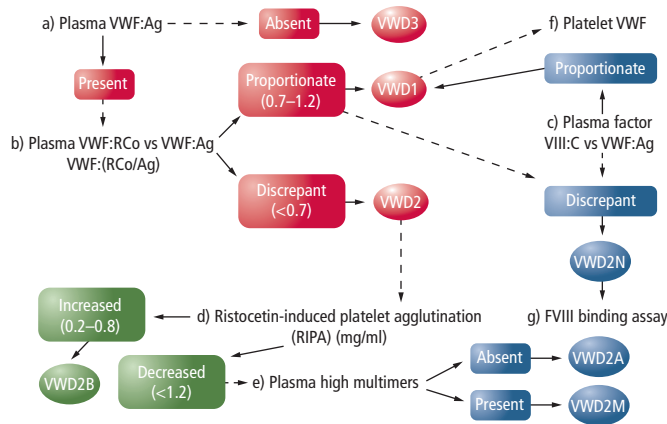 a) Plasma VWF:Ag
Absent
VWD3
f) Platelet VWF
Present
Proportionate
(0.7–1.2)
VWD1
Proportionate
b) Plasma VWF:RCo vs VWF:Ag
VWF:(RCo/Ag)
c) Plasma factor
VIII:C vs VWF:Ag
Discrepant
(<0.7)
VWD2
Discrepant
VWD2N
Increased
(0.2–0.8)
d) Ristocetin-induced platelet agglutination
(RIPA) (mg/ml)
g) FVIII binding assay
VWD2B
Decreased
(<1.2)
e) Plasma high multimers
Absent
VWD2A
Present
VWD2M